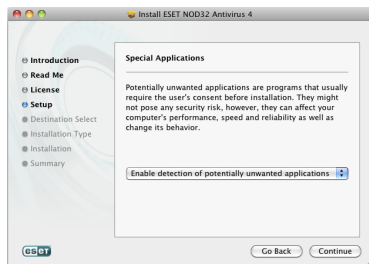 Install ESET NOD32 Antivirus 4
Introduction
Read Me
License
Setup
Destination Select
Installation Type
Installation
Summary
Special Applications
Potentially unwanted applications are programs that usually
require the user's consent before installation. They might
not pose any security risk, however, they can affect your
computer's performance, speed and reliability as well as
change its behavior.
Enable detection of potentially unwanted applications
eseT
Go Back
Continue